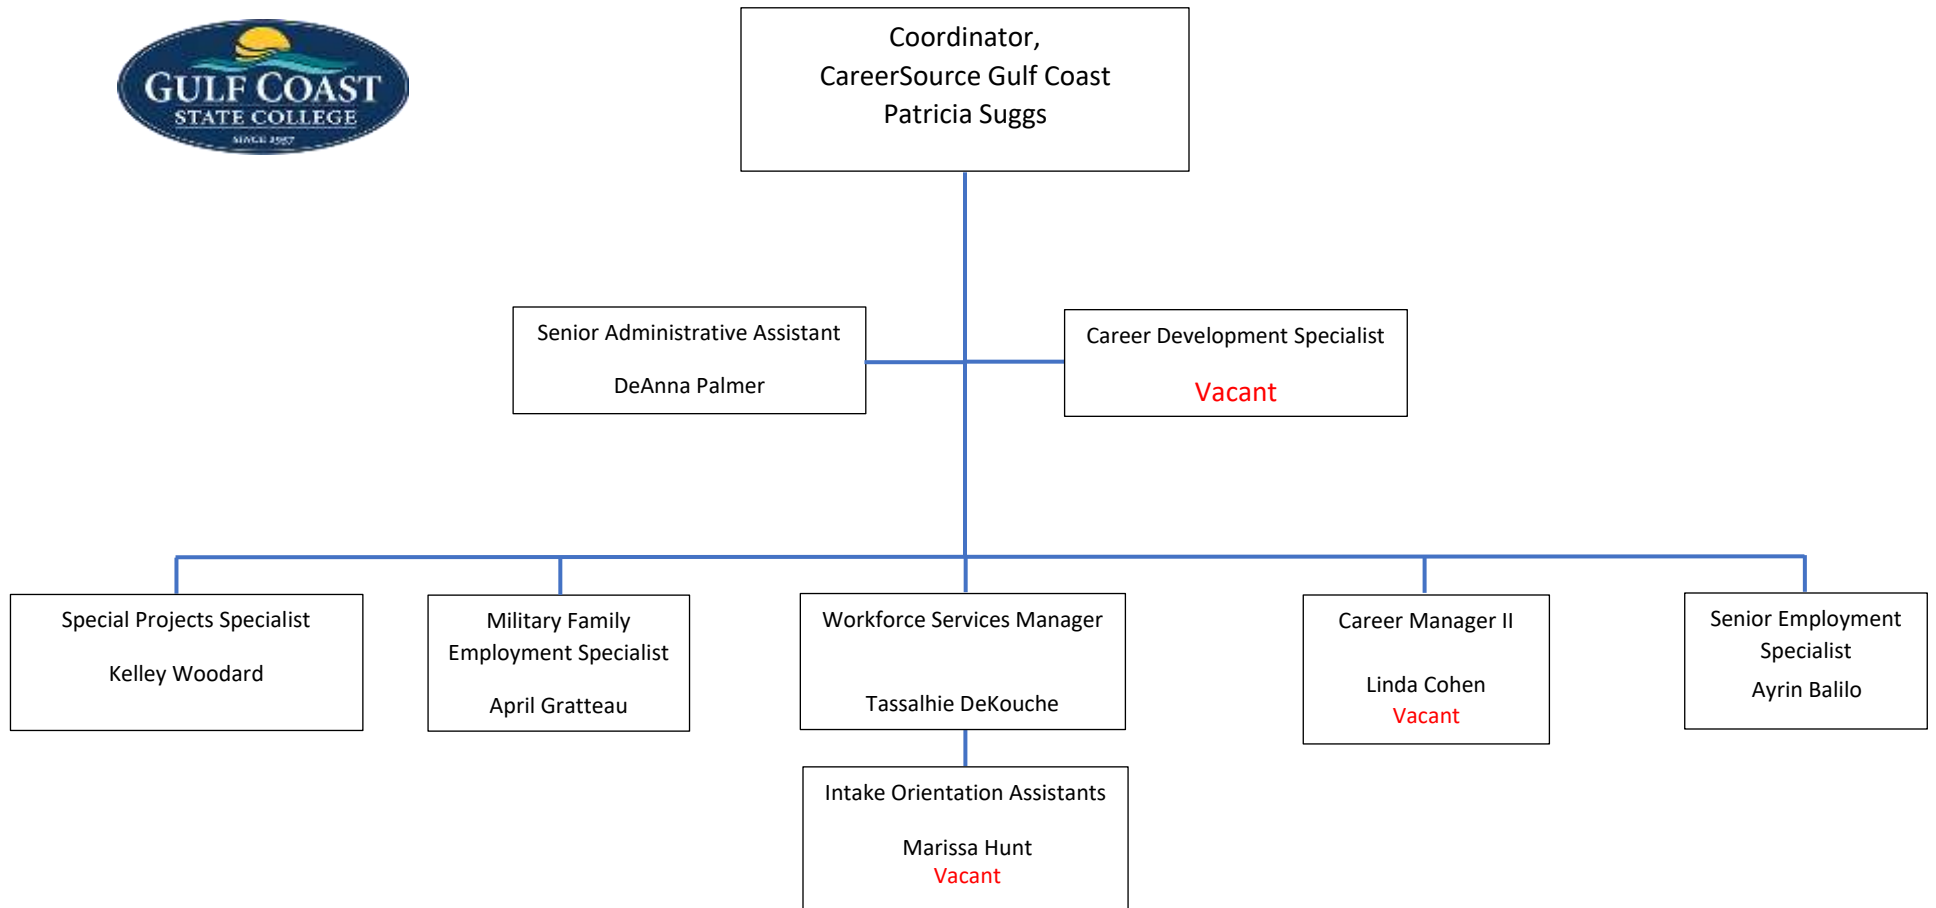 GULF COAST
STATE COLLEGE
SINCE 1957
Coordinator,
CareerSource Gulf Coast
Patricia Suggs
Senior Administrative Assistant
DeAnna Palmer
Career Development Specialist
Vacant
Special Projects Specialist
Kelley Woodard
Military Family
Employment Specialist
April Gratteau
Workforce Services Manager
Tassalhie DeKouche
Career Manager II
Linda Cohen
Vacant
Senior Employment
Specialist
Ayrin Balilo
Intake Orientation Assistants
Marissa Hunt
Vacant